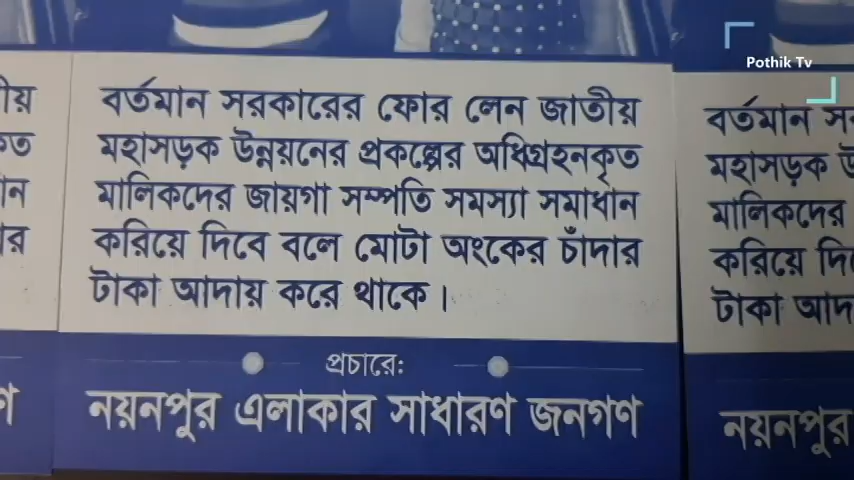 Pothik Tv
বর্তমান সরকারের ফোর লেন জাতীয়
মহাসড়ক উন্নয়নের প্রকল্পের অধিগ্রহনকৃত
মালিকদের জায়গা সম্পতি সমস্যা সমাধান
করিয়ে দিবে বলে মোটা অংকের চাঁদার
টাকা আদায় করে থাকে।
প্রচারে:
নয়নপুর এলাকার সাধারণ জনগণ
বর্তমান
মহাসড়ক
মালিকদের
করিয়ে
টাকা
নয়নপুর